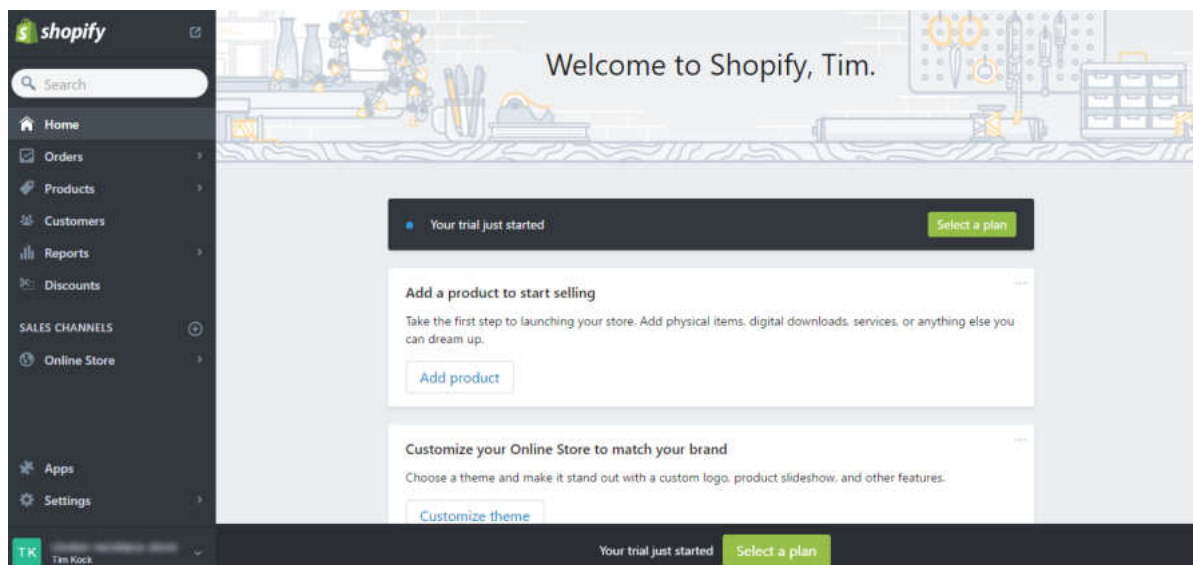 shopify
Search
Home
Orders
Products
Customers
Reports
Discounts
SALES CHANNELS
Online Store
Apps
Settings
TK
Tim Kock
Welcome to Shopify, Tim.
Your trial just started
Select a plan
Add a product to start selling
Take the first step to launching your store. Add physical items, digital downloads, services, or anything else you
can dream up.
Add product
Customize your Online Store to match your brand
Choose a theme and make it stand out with a custom logo, product slideshow, and other features.
Customize theme
Your trial just started
Select a plan